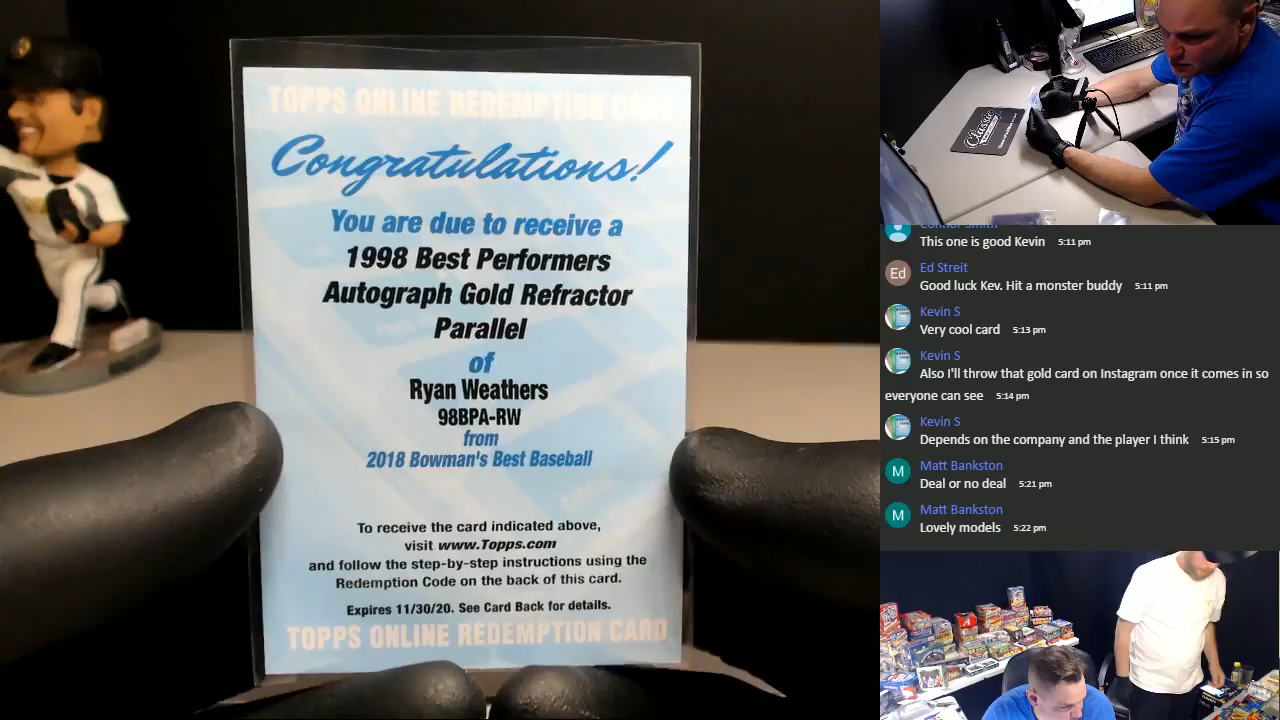 TOPPS ONLINE REDEMPTION CARD
Congratulations!
You are due to receive a
1998 Best Performers
Autograph Gold Refractor
Parallel
of
Ryan Weathers
98BPA-RW
from
2018 Bowman's Best Baseball
To receive the card indicated above,
visit www.Topps.com
and follow the step-by-step instructions using the
Redemption Code on the back of this card.
Expires 11/30/20. See Card Back for details.
TOPPS ONLINE REDEMPTION CARD
Classic
Connor Smith
This one is good Kevin 5:11 pm
Ed
Ed Streit
Good luck Kev. Hit a monster buddy 5:11 pm
Kevin S
Very cool card 5:13 pm
Kevin S
Also I'll throw that gold card on Instagram once it comes in so
everyone can see 5:14 pm
Kevin S
Depends on the company and the player I think 5:15 pm
M
Matt Bankston
Deal or no deal 5:21 pm
M
Matt Bankston
Lovely models 5:22 pm